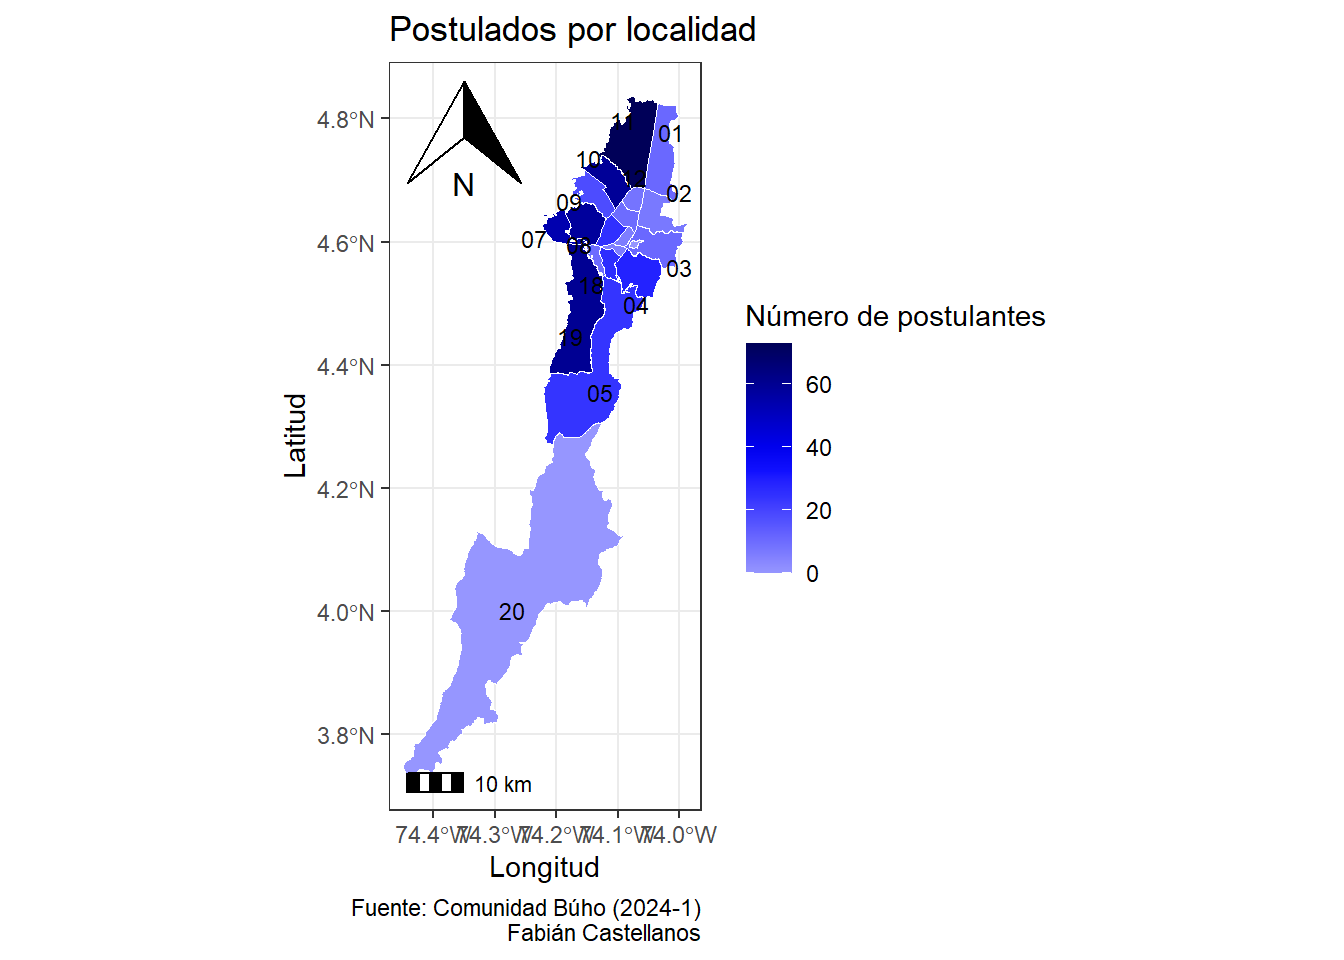 Postulados por localidad
4.8°N
4.6°N
4.4°N
4.2°N
4.0°N
3.8°N
Latitud
N
11
01
10
12
02
09
07
08
03
18
04
19
05
20
10 km
74.4°W 74.3°W 74.2°W 74.1°W 74.0°W
Longitud
Número de postulantes
60
40
20
0
Fuente: Comunidad Búho (2024-1)
Fabián Castellanos